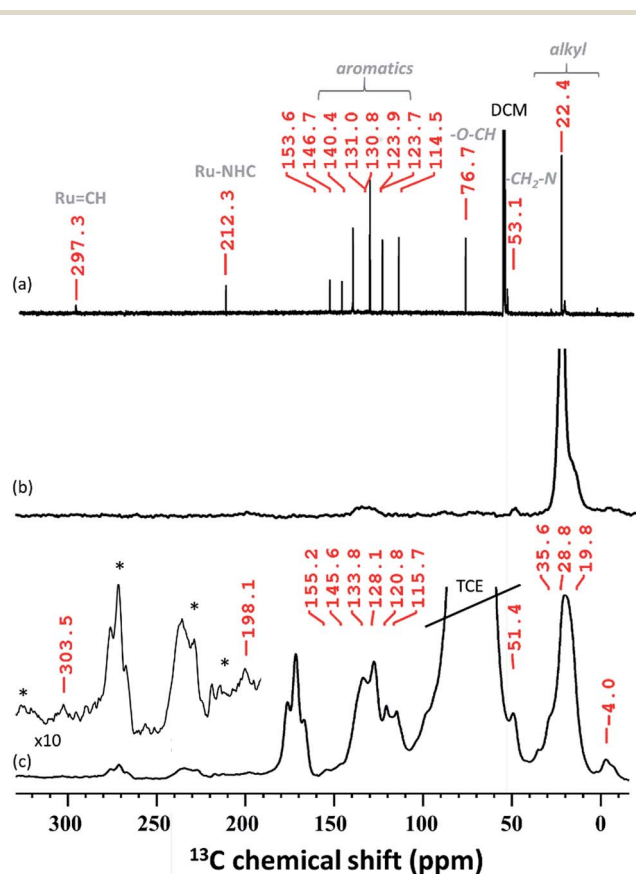 alkyl
aromatics
DCM
22.4
153.6
146.7
140.4
131.0
130.8
123.9
123.7
114.5
-O-CH
76.7
-CH₂-N
53.1
Ru-NHC
212.3
Ru=CH
297.3
(a)
(b)
35.6
28.8
19.8
155.2
145.6
133.8
128.1
120.8
115.7
TCE
51.4
-4.0
* * * *
303.5
198.1
x10
(c)
300 250 200 150 100 50 0
¹³C chemical shift (ppm)